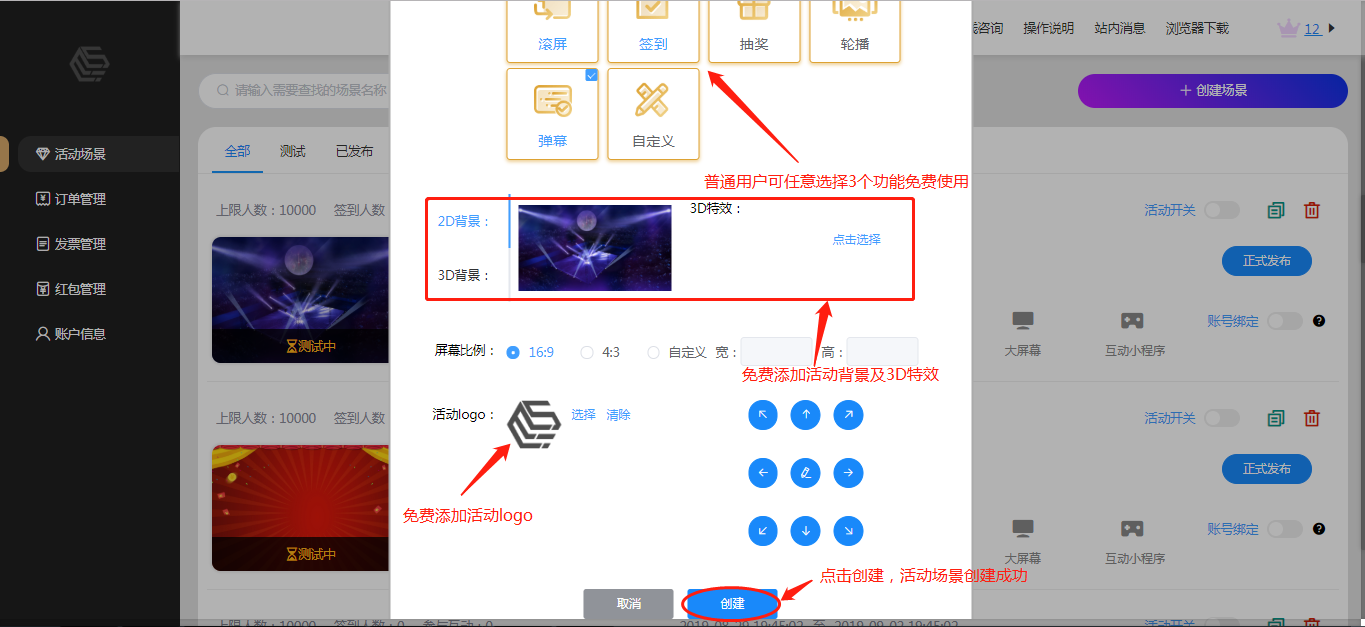 滚屏
签到
抽奖
轮播
咨询
操作说明
站内消息
浏览器下载
12
请输入需要查找的场景名称
+ 创建场景
活动场景
订单管理
发票管理
红包管理
账户信息
全部
测试
已发布
弹幕
自定义
普通用户可任意选择3个功能免费使用
上限人数：10000
签到人数
2D背景：
3D背景：
3D特效：
点击选择
活动开关
正式发布
测试中
大屏幕
互动小程序
账号绑定
屏幕比例：
16:9
4:3
自定义
宽：
高：
免费添加活动背景及3D特效
上限人数：10000
签到人数
活动logo：
选择
清除
活动开关
正式发布
免费添加活动logo
测试中
大屏幕
互动小程序
账号绑定
点击创建，活动场景创建成功
取消
创建
上限人数：10000
签到人数：0
参与互动：0
2019-08-29 19:45:02 至 2019-09-02 19:45:02
活动开关